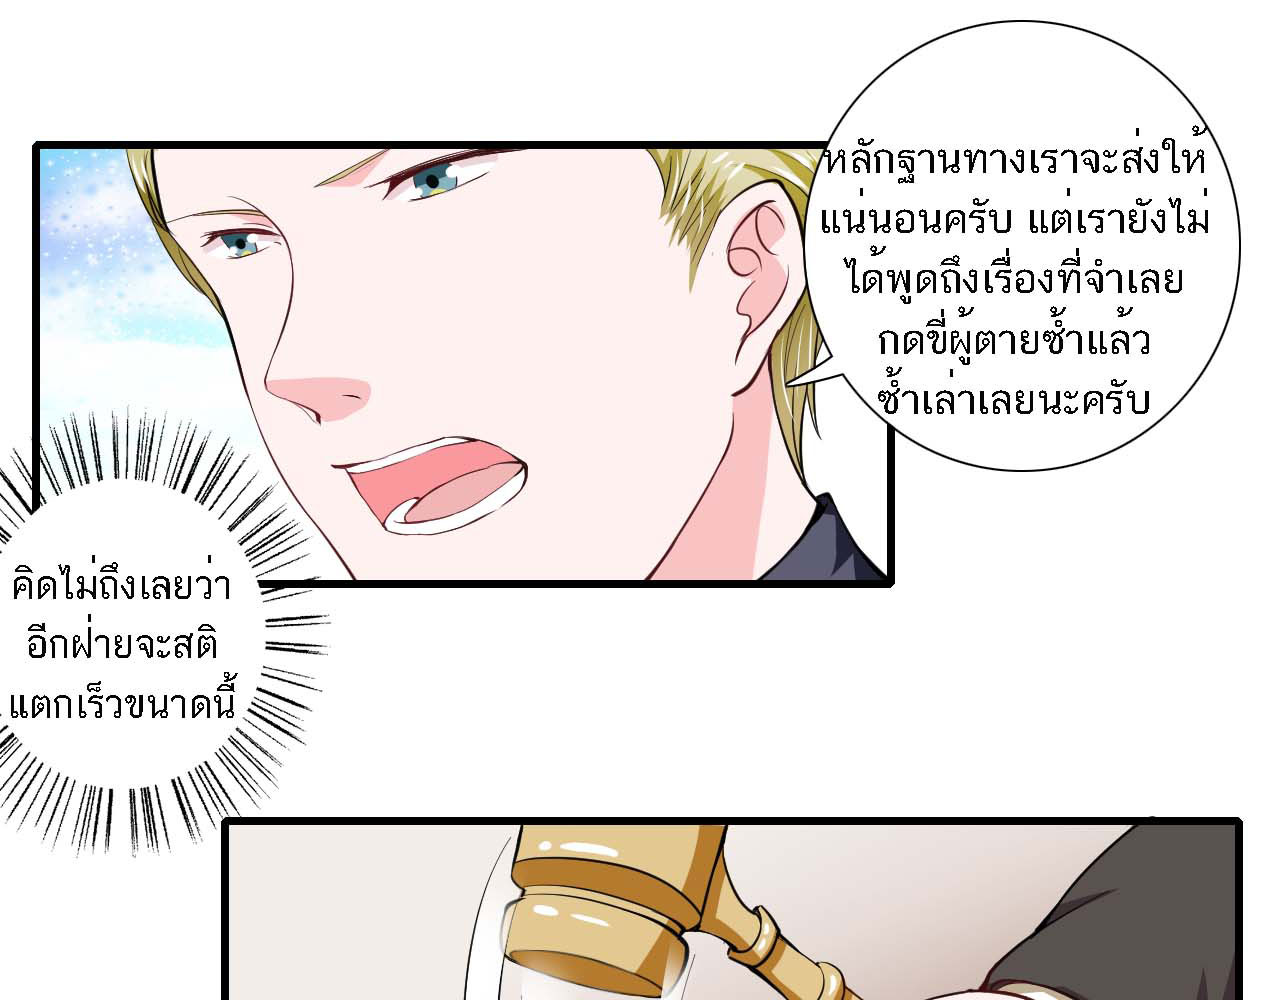 หลักฐานทางเราจะส่งให้
แน่นอนครับ แต่เรายังไม่
ได้พูดถึงเรื่องที่จำเลย
กดขี่ผู้ตายซ้ำแล้ว
ซ้ำเล่าเลยนะครับ
คิดไม่ถึงเลยว่า
อีกฝ่ายจะสติ
แตกเร็วขนาดนี้